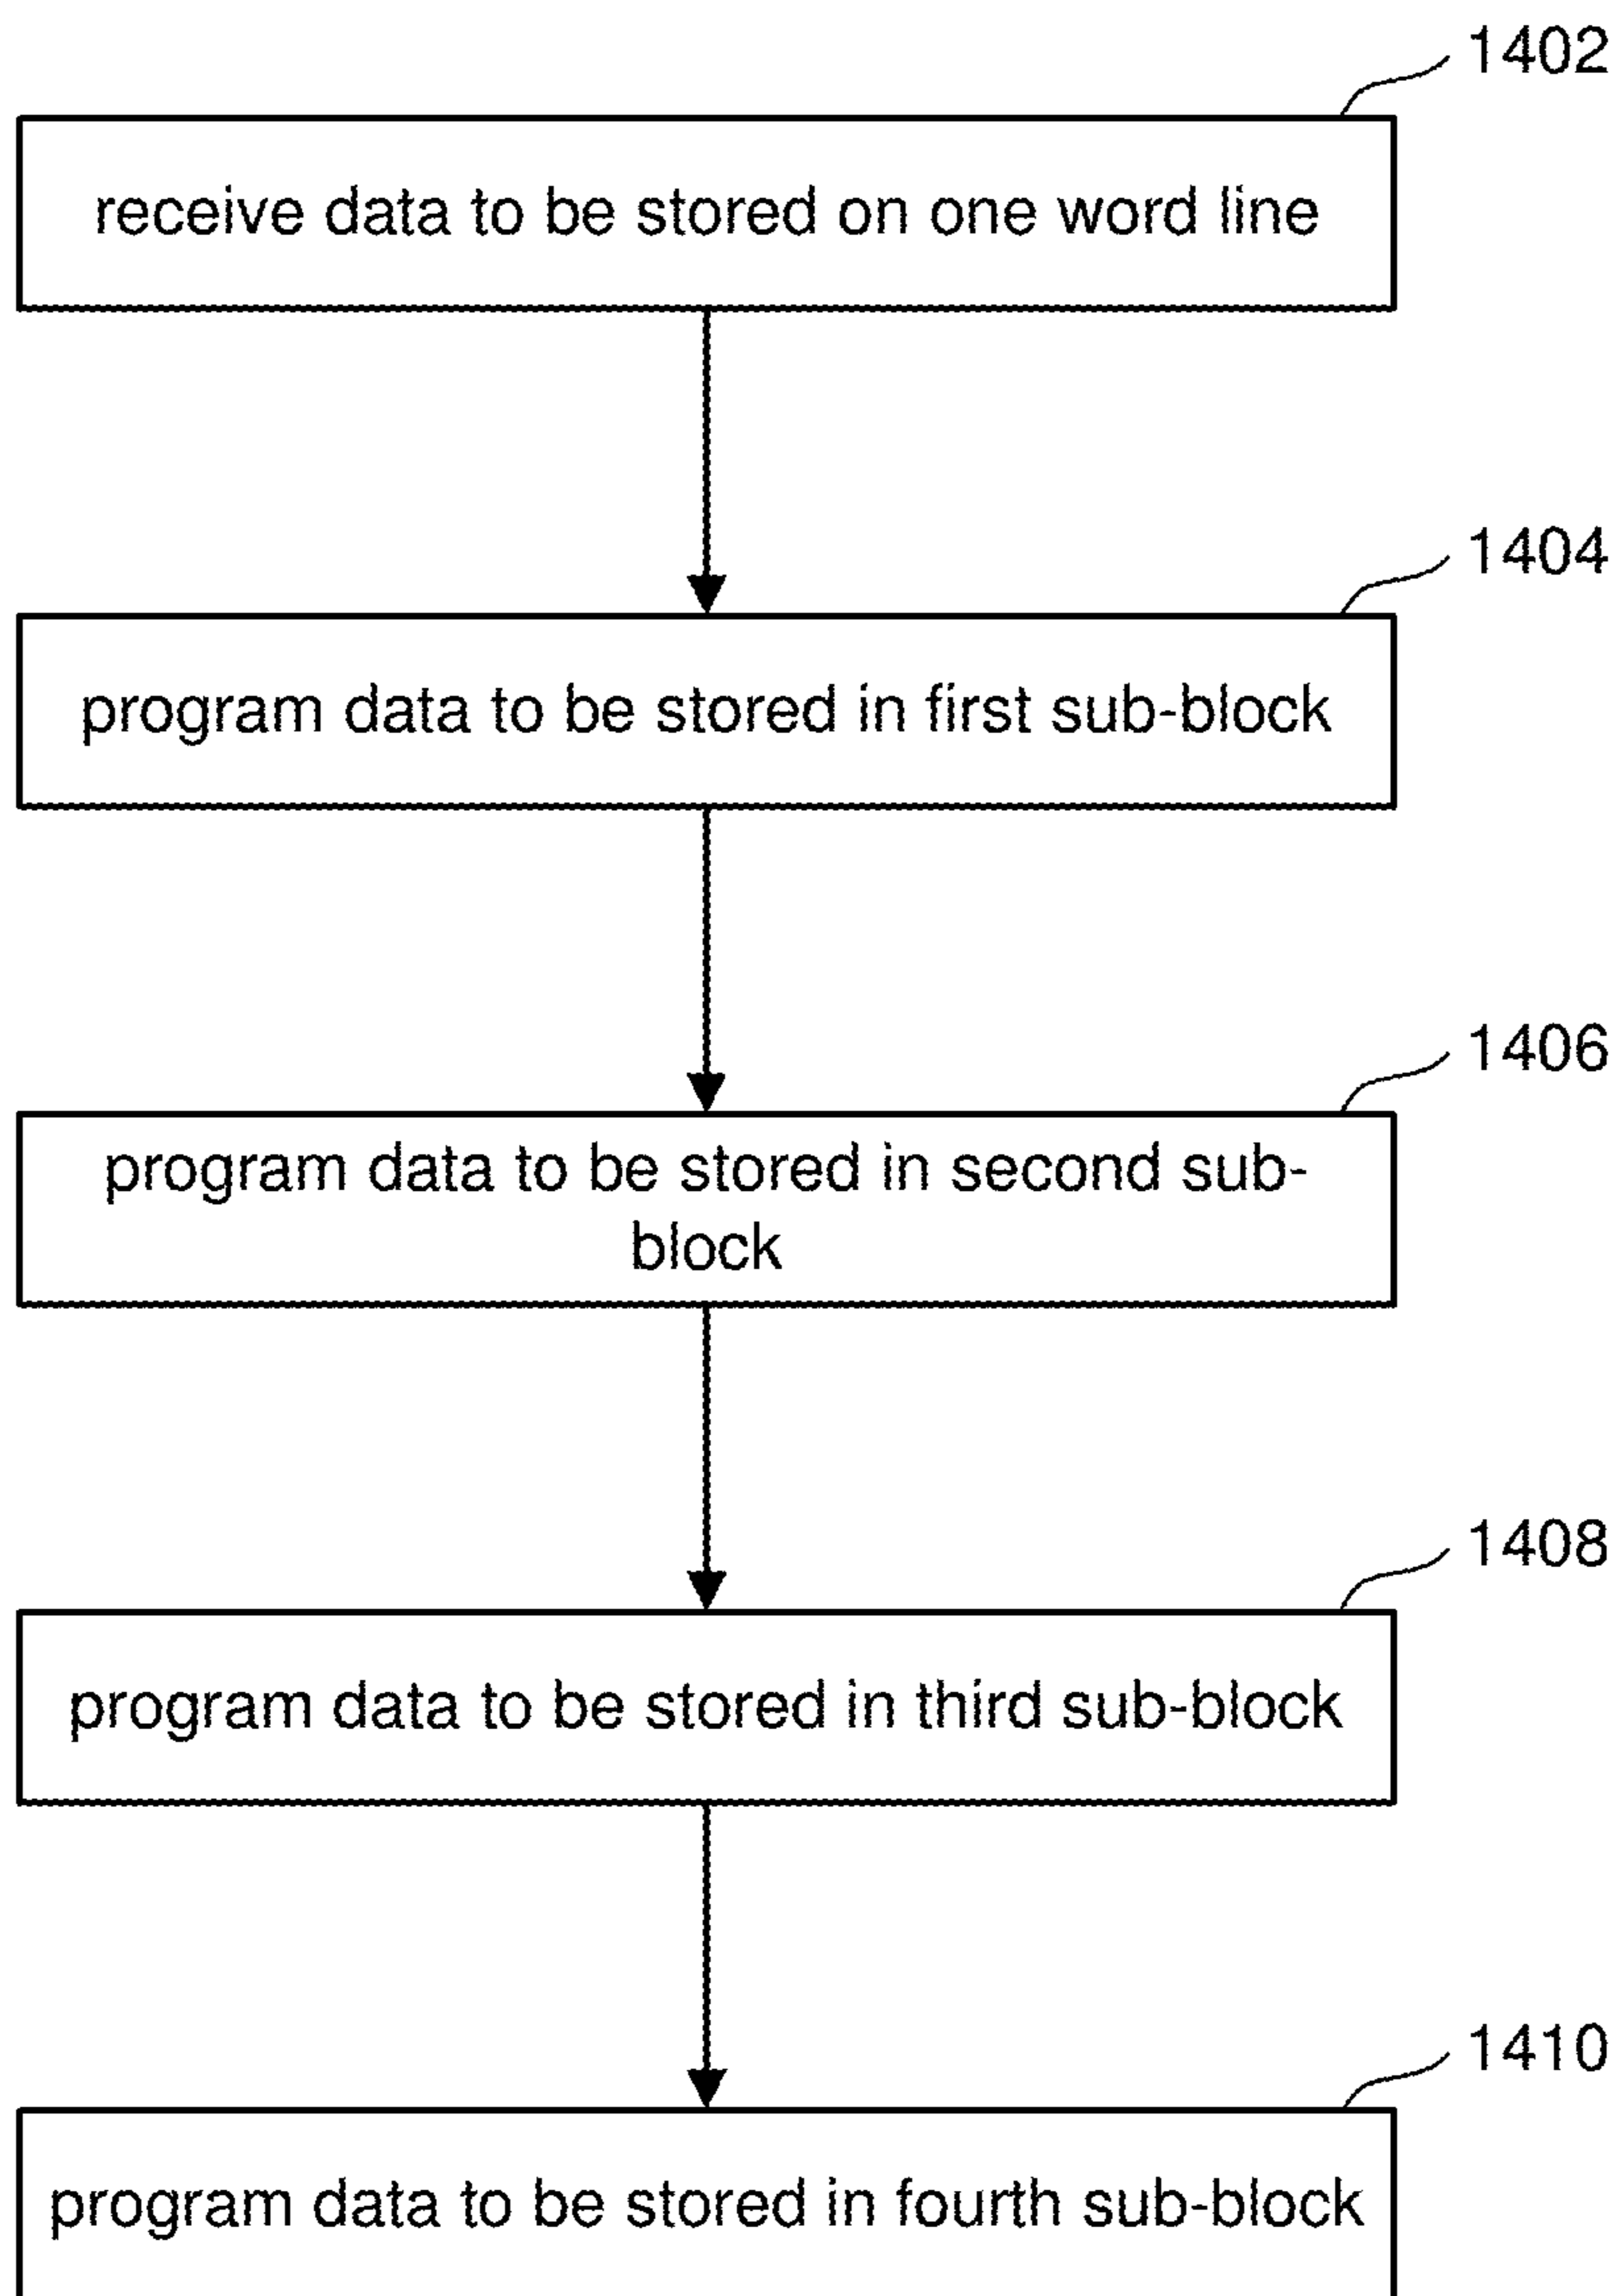 1402
receive data to be stored on one word line
1404
program data to be stored in first sub-block
1406
program data to be stored in second sub-
block
1408
program data to be stored in third sub-block
1410
program data to be stored in fourth sub-block